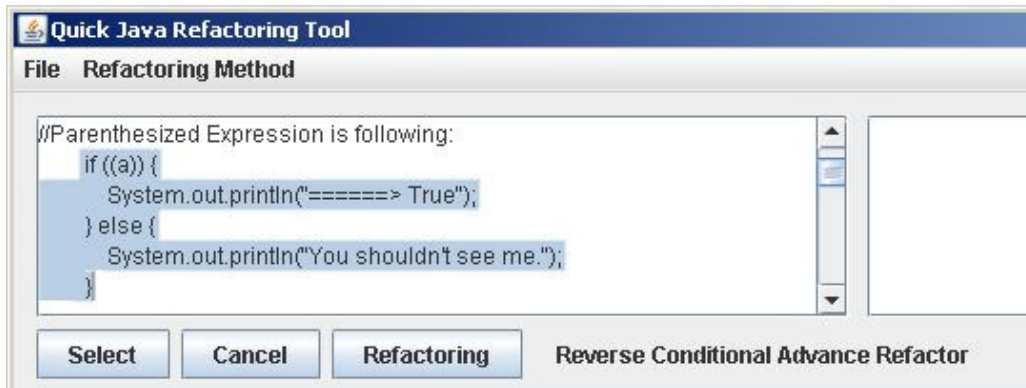 Quick Java Refactoring Tool
File Refactoring Method
//Parenthesized Expression is following:
if ((a)) {
System.out.println("======> True");
} else {
System.out.println("You shouldn't see me.");
}
Select Cancel Refactoring Reverse Conditional Advance Refactor